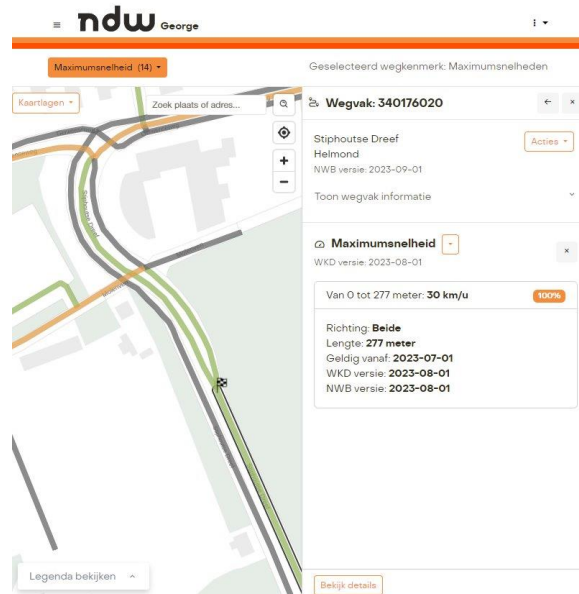 ndw George
Maximumsnelheid (14)
Geselecteerd wegkenmerk: Maximumsnelheden
Kaartlagen
Zoek plaats of adres...
Wegvak: 340176020
Stiphoutse Dreef
Helmond
Acties
NWB versie: 2023-09-01
Toon wegvak informatie
Maximumsnelheid
WKD versie: 2023-08-01
Van 0 tot 277 meter: 30 km/u
100%
Richting: Beide
Lengte: 277 meter
Geldig vanaf: 2023-07-01
WKD versie: 2023-08-01
NWB versie: 2023-08-01
Stiphoutse Dreef
Legenda bekijken
Bekijk details